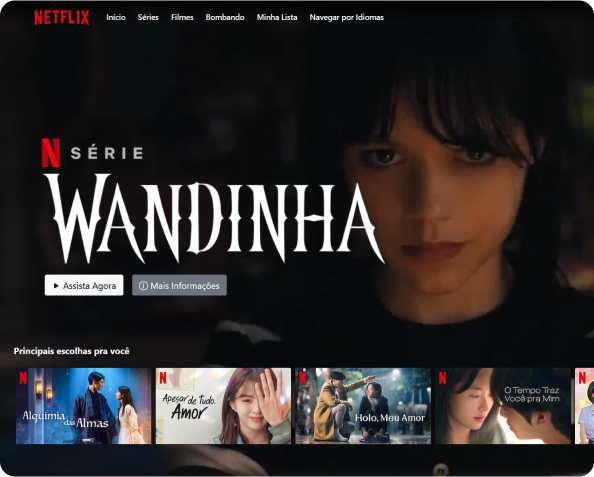 NETFLIX Início Séries Filmes Bombando Minha Lista Navegar por Idiomas
N SÉRIE
WANDINHA
Assista Agora Mais Informações
Principais escolhas pra você
N N N N N
Alquimia das Almas
Apesar de Tudo, Amor
Holo, Meu Amor
O Tempo Traz Você pra Mim